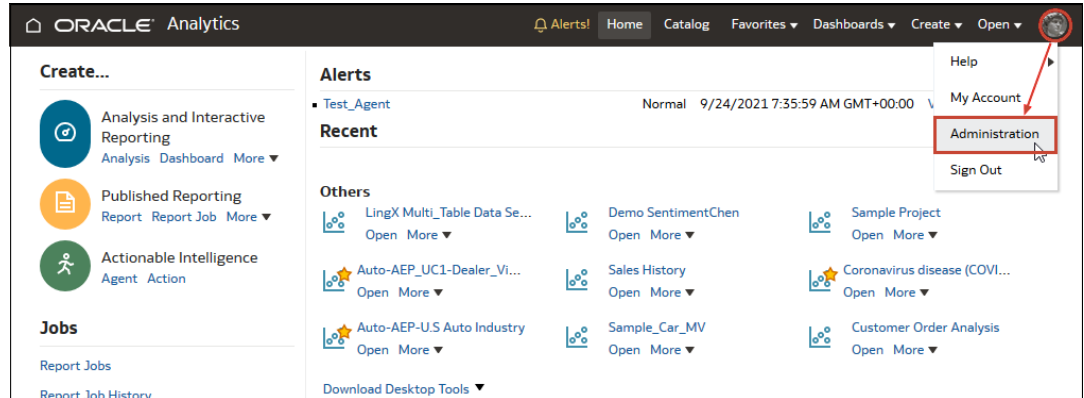 ORACLE Analytics
Alerts! Home Catalog Favorites Dashboards Create Open
Help
My Account
Administration
Sign Out
Create...
Analysis and Interactive
Reporting
Analysis Dashboard More
Published Reporting
Report Report Job More
Actionable Intelligence
Agent Action
Jobs
Report Jobs
Report Job History
Alerts
Test_Agent Normal 9/24/2021 7:35:59 AM GMT+00:00
Recent
Others
LingX Multi_Table Data Se...
Open More
Demo SentimentChen
Open More
Sample Project
Open More
Auto-AEP_UC1-Dealer_Vi...
Open More
Sales History
Open More
Coronavirus disease (COVI...
Open More
Auto-AEP-U.S Auto Industry
Open More
Sample_Car_MV
Open More
Customer Order Analysis
Open More
Download Desktop Tools